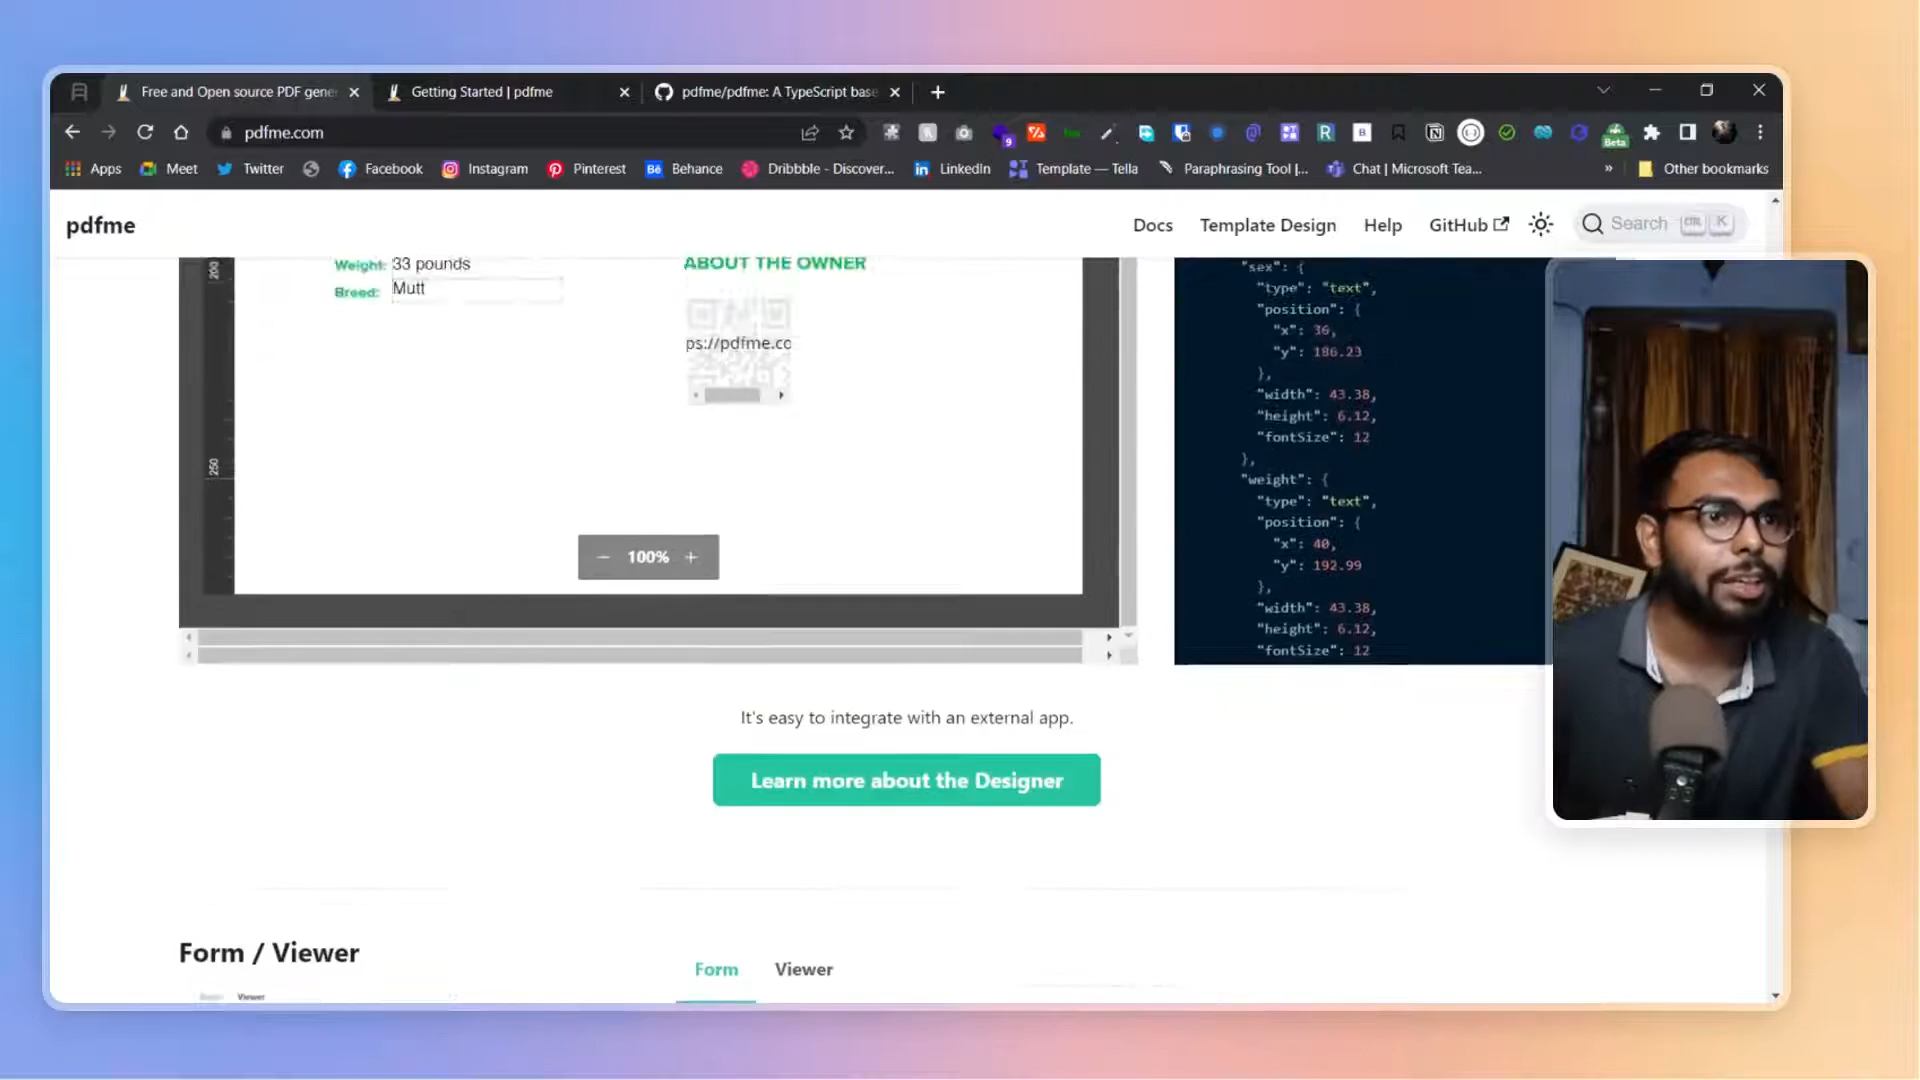 Free and Open source PDF gene
Getting Started | pdfme
pdfme/pdfme: A TypeScript base
pdfme.com
9
Beta
Apps
Meet
Twitter
Facebook
Instagram
Pinterest
Behance
Dribbble - Discover...
LinkedIn
Template — Tella
Paraphrasing Tool |...
Chat | Microsoft Tea...
»
Other bookmarks
pdfme
Docs
Template Design
Help
GitHub
Search
CTRL
K
200
Weight: 33 pounds
Breed: Mutt
ABOUT THE OWNER
ps://pdfme.co
250
− 100% +
"sex": {
"type": "text",
"position": {
"x": 36,
"y": 186.23
},
"width": 43.38,
"height": 6.12,
"fontSize": 12
},
"weight": {
"type": "text",
"position": {
"x": 40,
"y": 192.99
},
"width": 43.38,
"height": 6.12,
"fontSize": 12
It's easy to integrate with an external app.
Learn more about the Designer
Form / Viewer
Form
Viewer
Viewer